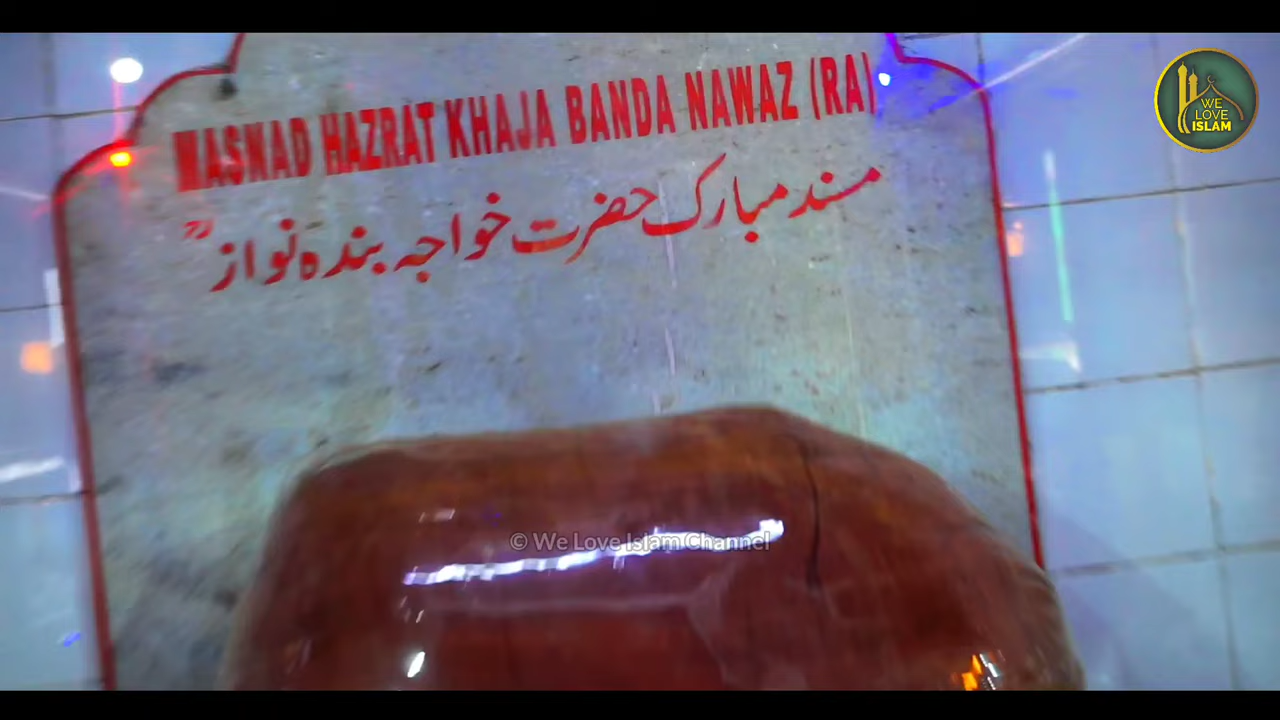 MASNAD HAZRAT KHAJA BANDA NAWAZ (RA)
مسند مبارک حضرت خواجہ بندہ نوازؒ
WE
LOVE
ISLAM
© We Love Islam Channel